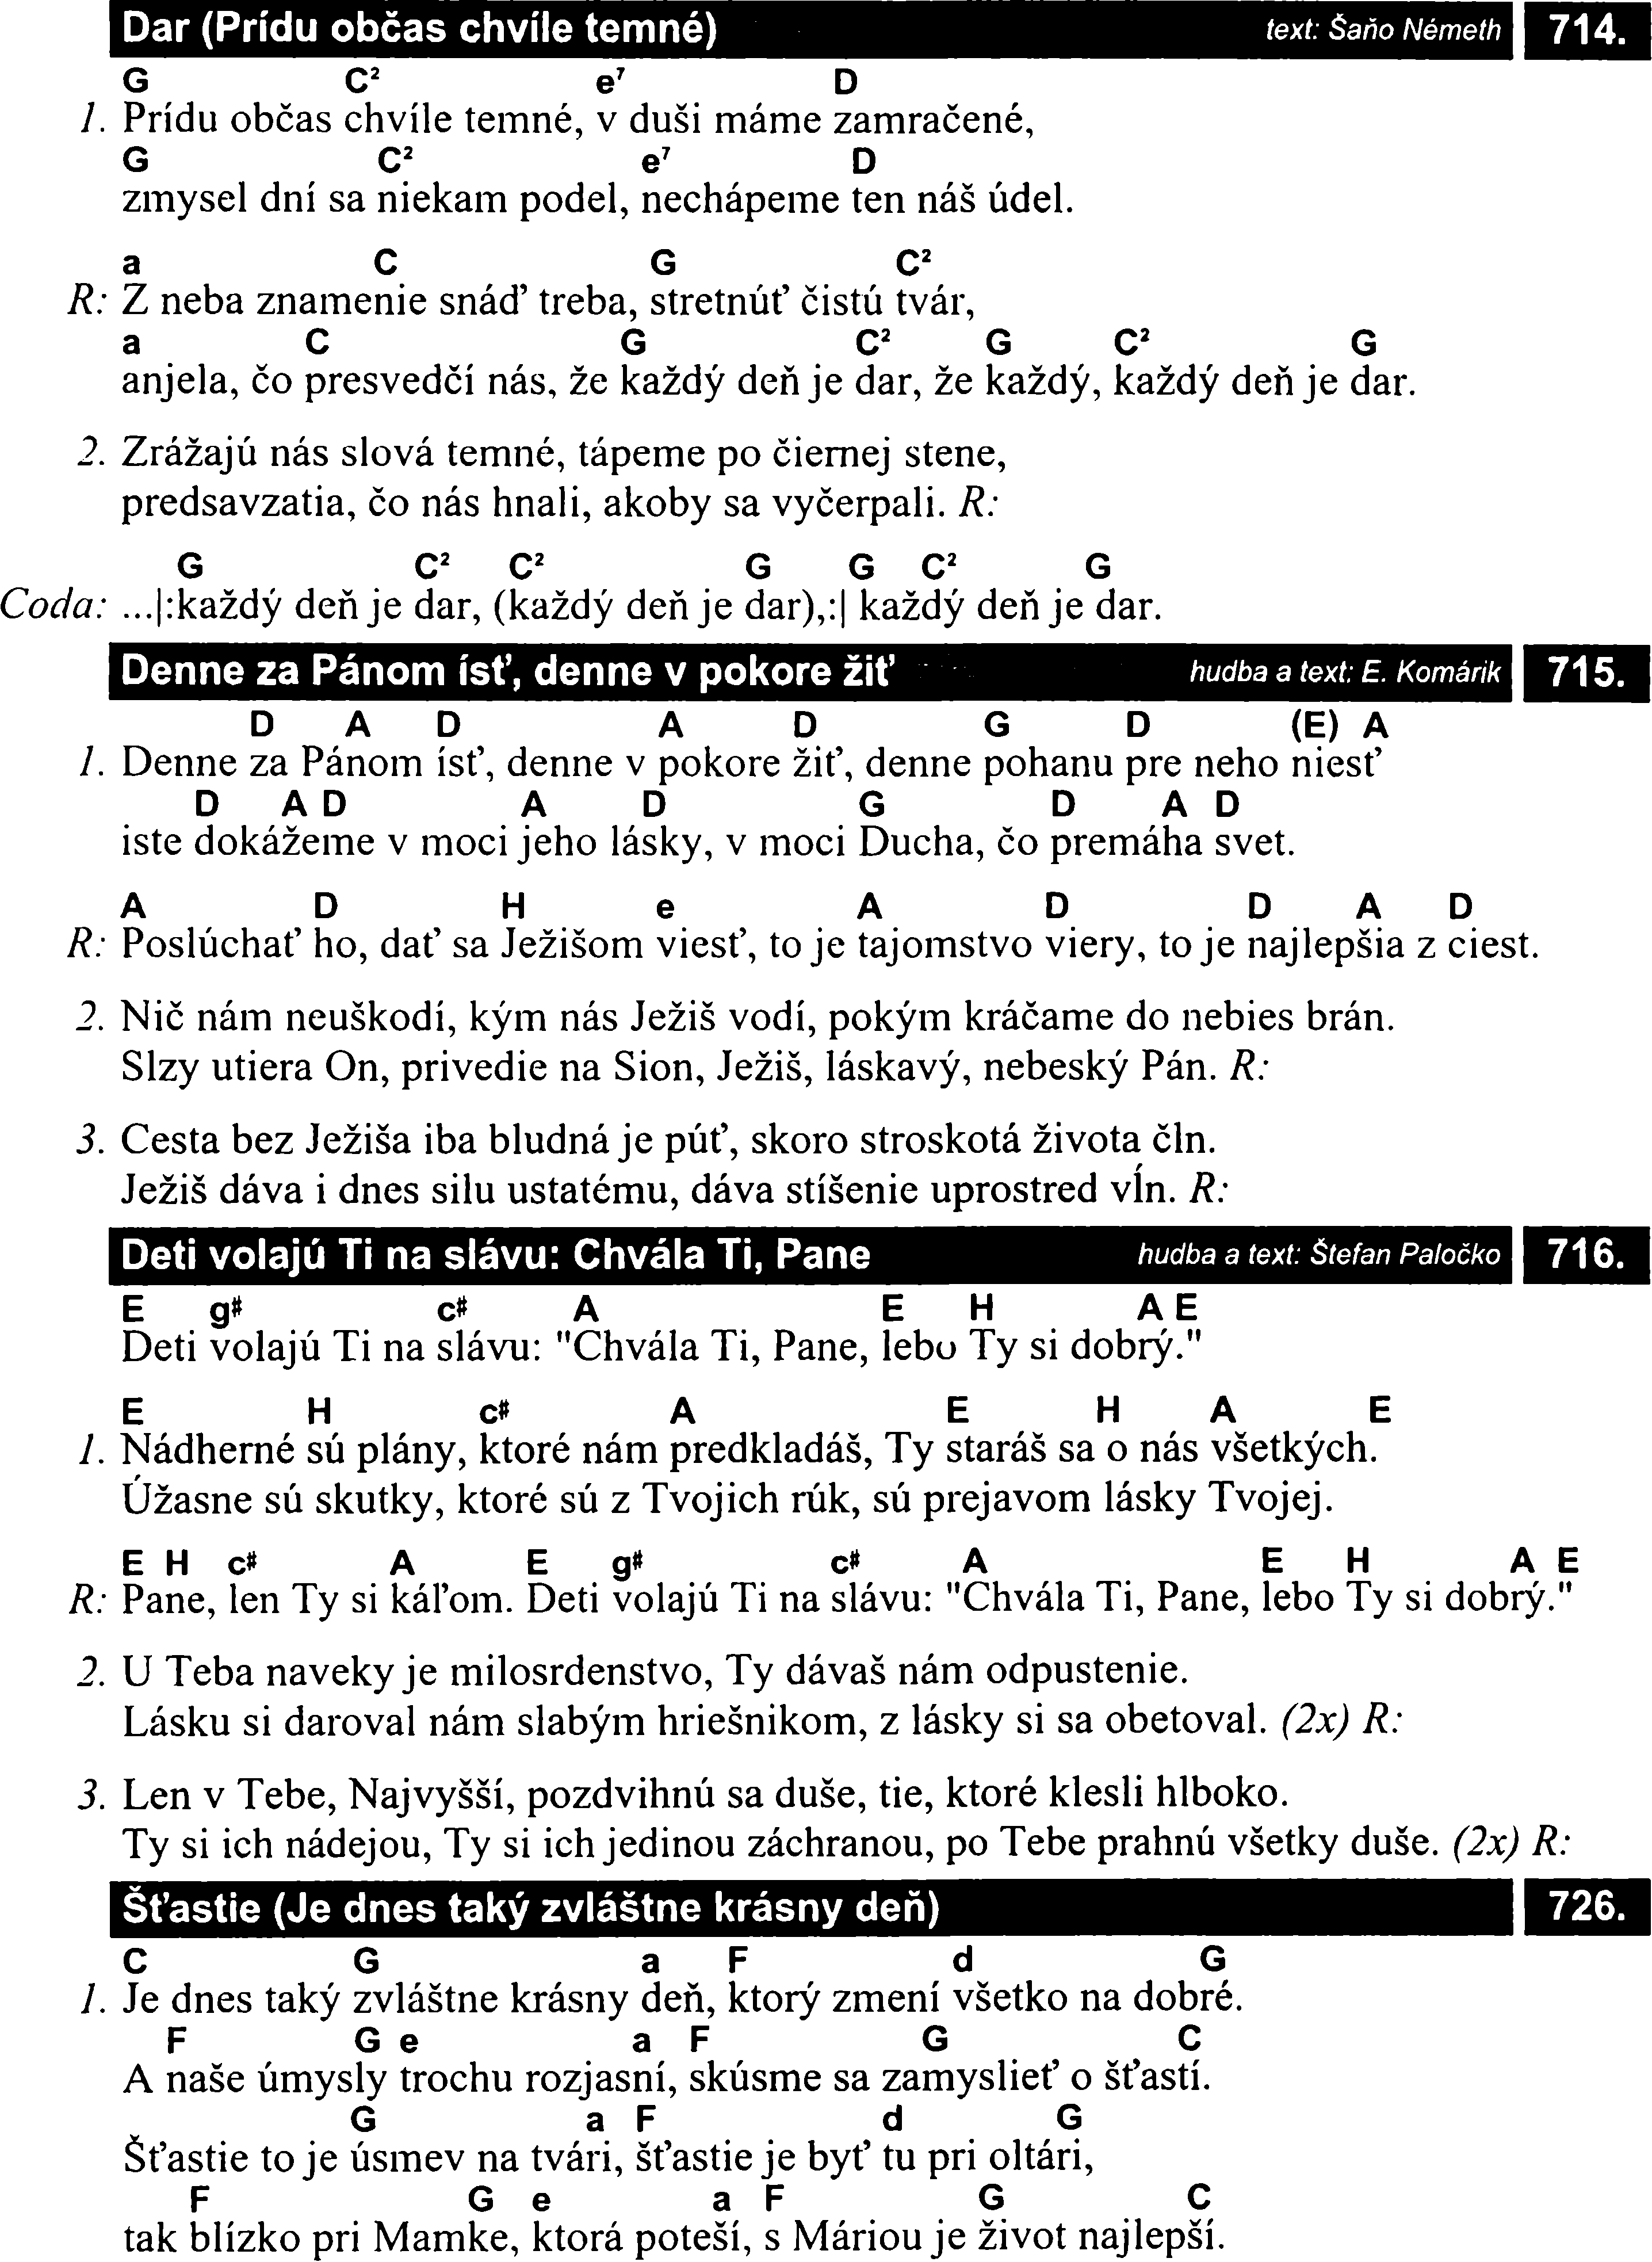 Dar (Prídu občas chvíle temné) text: Šaňo Németh 714.
G C² e⁷ D
1. Prídu občas chvíle temné, v duši máme zamračené,
G C² e⁷ D
zmysel dní sa niekam podel, nechápeme ten náš údel.
a C G C²
R: Z neba znamenie snáď treba, stretnúť čistú tvár,
a C G C² G C² G
anjela, čo presvedčí nás, že každý deň je dar, že každý, každý deň je dar.
2. Zrážajú nás slová temné, tápeme po čiernej stene,
predsavzatia, čo nás hnali, akoby sa vyčerpali. R:
G C² C² G G C² G
Coda: ...|:každý deň je dar, (každý deň je dar),:| každý deň je dar.
Denne za Pánom ísť, denne v pokore žiť hudba a text: E. Komárik 715.
D A D A D G D (E) A
1. Denne za Pánom ísť, denne v pokore žiť, denne pohanu pre neho niesť
D A D A D G D A D
iste dokážeme v moci jeho lásky, v moci Ducha, čo premáha svet.
A D H e A D D A D
R: Poslúchať ho, dať sa Ježišom viesť, to je tajomstvo viery, to je najlepšia z ciest.
2. Nič nám neuškodí, kým nás Ježiš vodí, pokým kráčame do nebies brán.
Slzy utiera On, privedie na Sion, Ježiš, láskavý, nebeský Pán. R:
3. Cesta bez Ježiša iba bludná je púť, skoro stroskotá života čln.
Ježiš dáva i dnes silu ustatému, dáva stíšenie uprostred vĺn. R:
Deti volajú Ti na slávu: Chvála Ti, Pane hudba a text: Štefan Paločko 716.
E g# c# A E H A E
Deti volajú Ti na slávu: "Chvála Ti, Pane, lebo Ty si dobrý."
E H c# A E H A E
1. Nádherné sú plány, ktoré nám predkladáš, Ty staráš sa o nás všetkých.
Úžasne sú skutky, ktoré sú z Tvojich rúk, sú prejavom lásky Tvojej.
E H c# A E g# c# A E H A E
R: Pane, len Ty si káľom. Deti volajú Ti na slávu: "Chvála Ti, Pane, lebo Ty si dobrý."
2. U Teba naveky je milosrdenstvo, Ty dávaš nám odpustenie.
Lásku si daroval nám slabým hriešnikom, z lásky si sa obetoval. (2x) R:
3. Len v Tebe, Najvyšší, pozdvihnú sa duše, tie, ktoré klesli hlboko.
Ty si ich nádejou, Ty si ich jedinou záchranou, po Tebe prahnú všetky duše. (2x) R:
Šťastie (Je dnes taký zvláštne krásny deň) 726.
C G a F d G
1. Je dnes taký zvláštne krásny deň, ktorý zmení všetko na dobré.
F G e a F G C
A naše úmysly trochu rozjasní, skúsme sa zamyslieť o šťastí.
G a F d G
Šťastie to je úsmev na tvári, šťastie je byť tu pri oltári,
F G e a F G C
tak blízko pri Mamke, ktorá poteší, s Máriou je život najlepší.